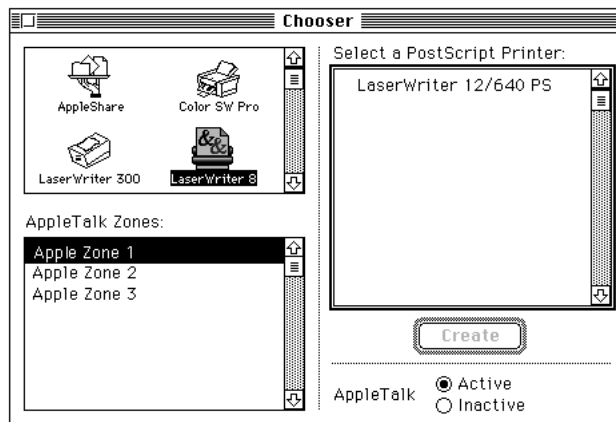 Chooser
AppleShare
Color SW Pro
LaserWriter 300
LaserWriter 8
AppleTalk Zones:
Apple Zone 1
Apple Zone 2
Apple Zone 3
Select a PostScript Printer:
LaserWriter 12/640 PS
Create
AppleTalk
Active
Inactive